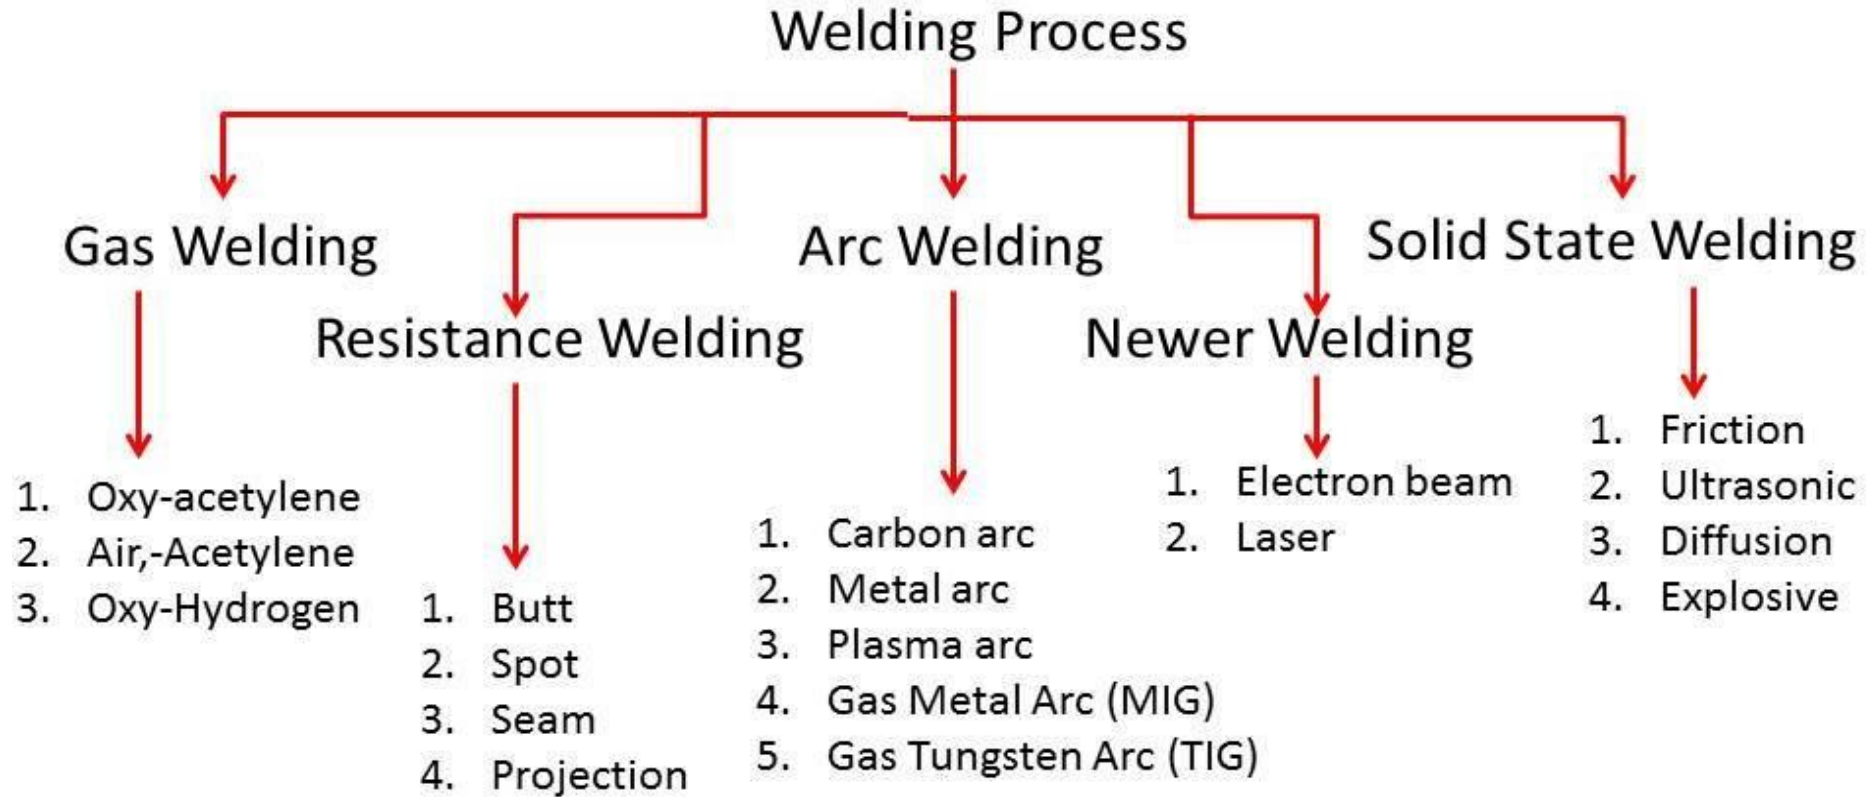 Welding Process
Gas Welding
Resistance Welding
Arc Welding
Newer Welding
Solid State Welding
1. Oxy-acetylene
2. Air,-Acetylene
3. Oxy-Hydrogen
1. Butt
2. Spot
3. Seam
4. Projection
1. Carbon arc
2. Metal arc
3. Plasma arc
4. Gas Metal Arc (MIG)
5. Gas Tungsten Arc (TIG)
1. Electron beam
2. Laser
1. Friction
2. Ultrasonic
3. Diffusion
4. Explosive